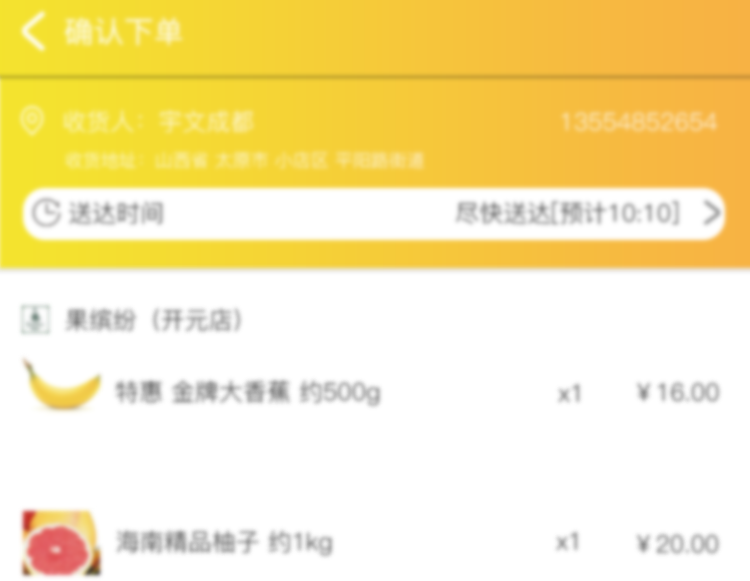 确认下单
收货人：宇文成都 13554852654
收货地址：山西省 太原市 小店区 平阳路街道
送达时间 尽快送达[预计10:10]
果缤纷（开元店）
特惠 金牌大香蕉 约500g x1 ￥16.00
海南精品柚子 约1kg x1 ￥20.00